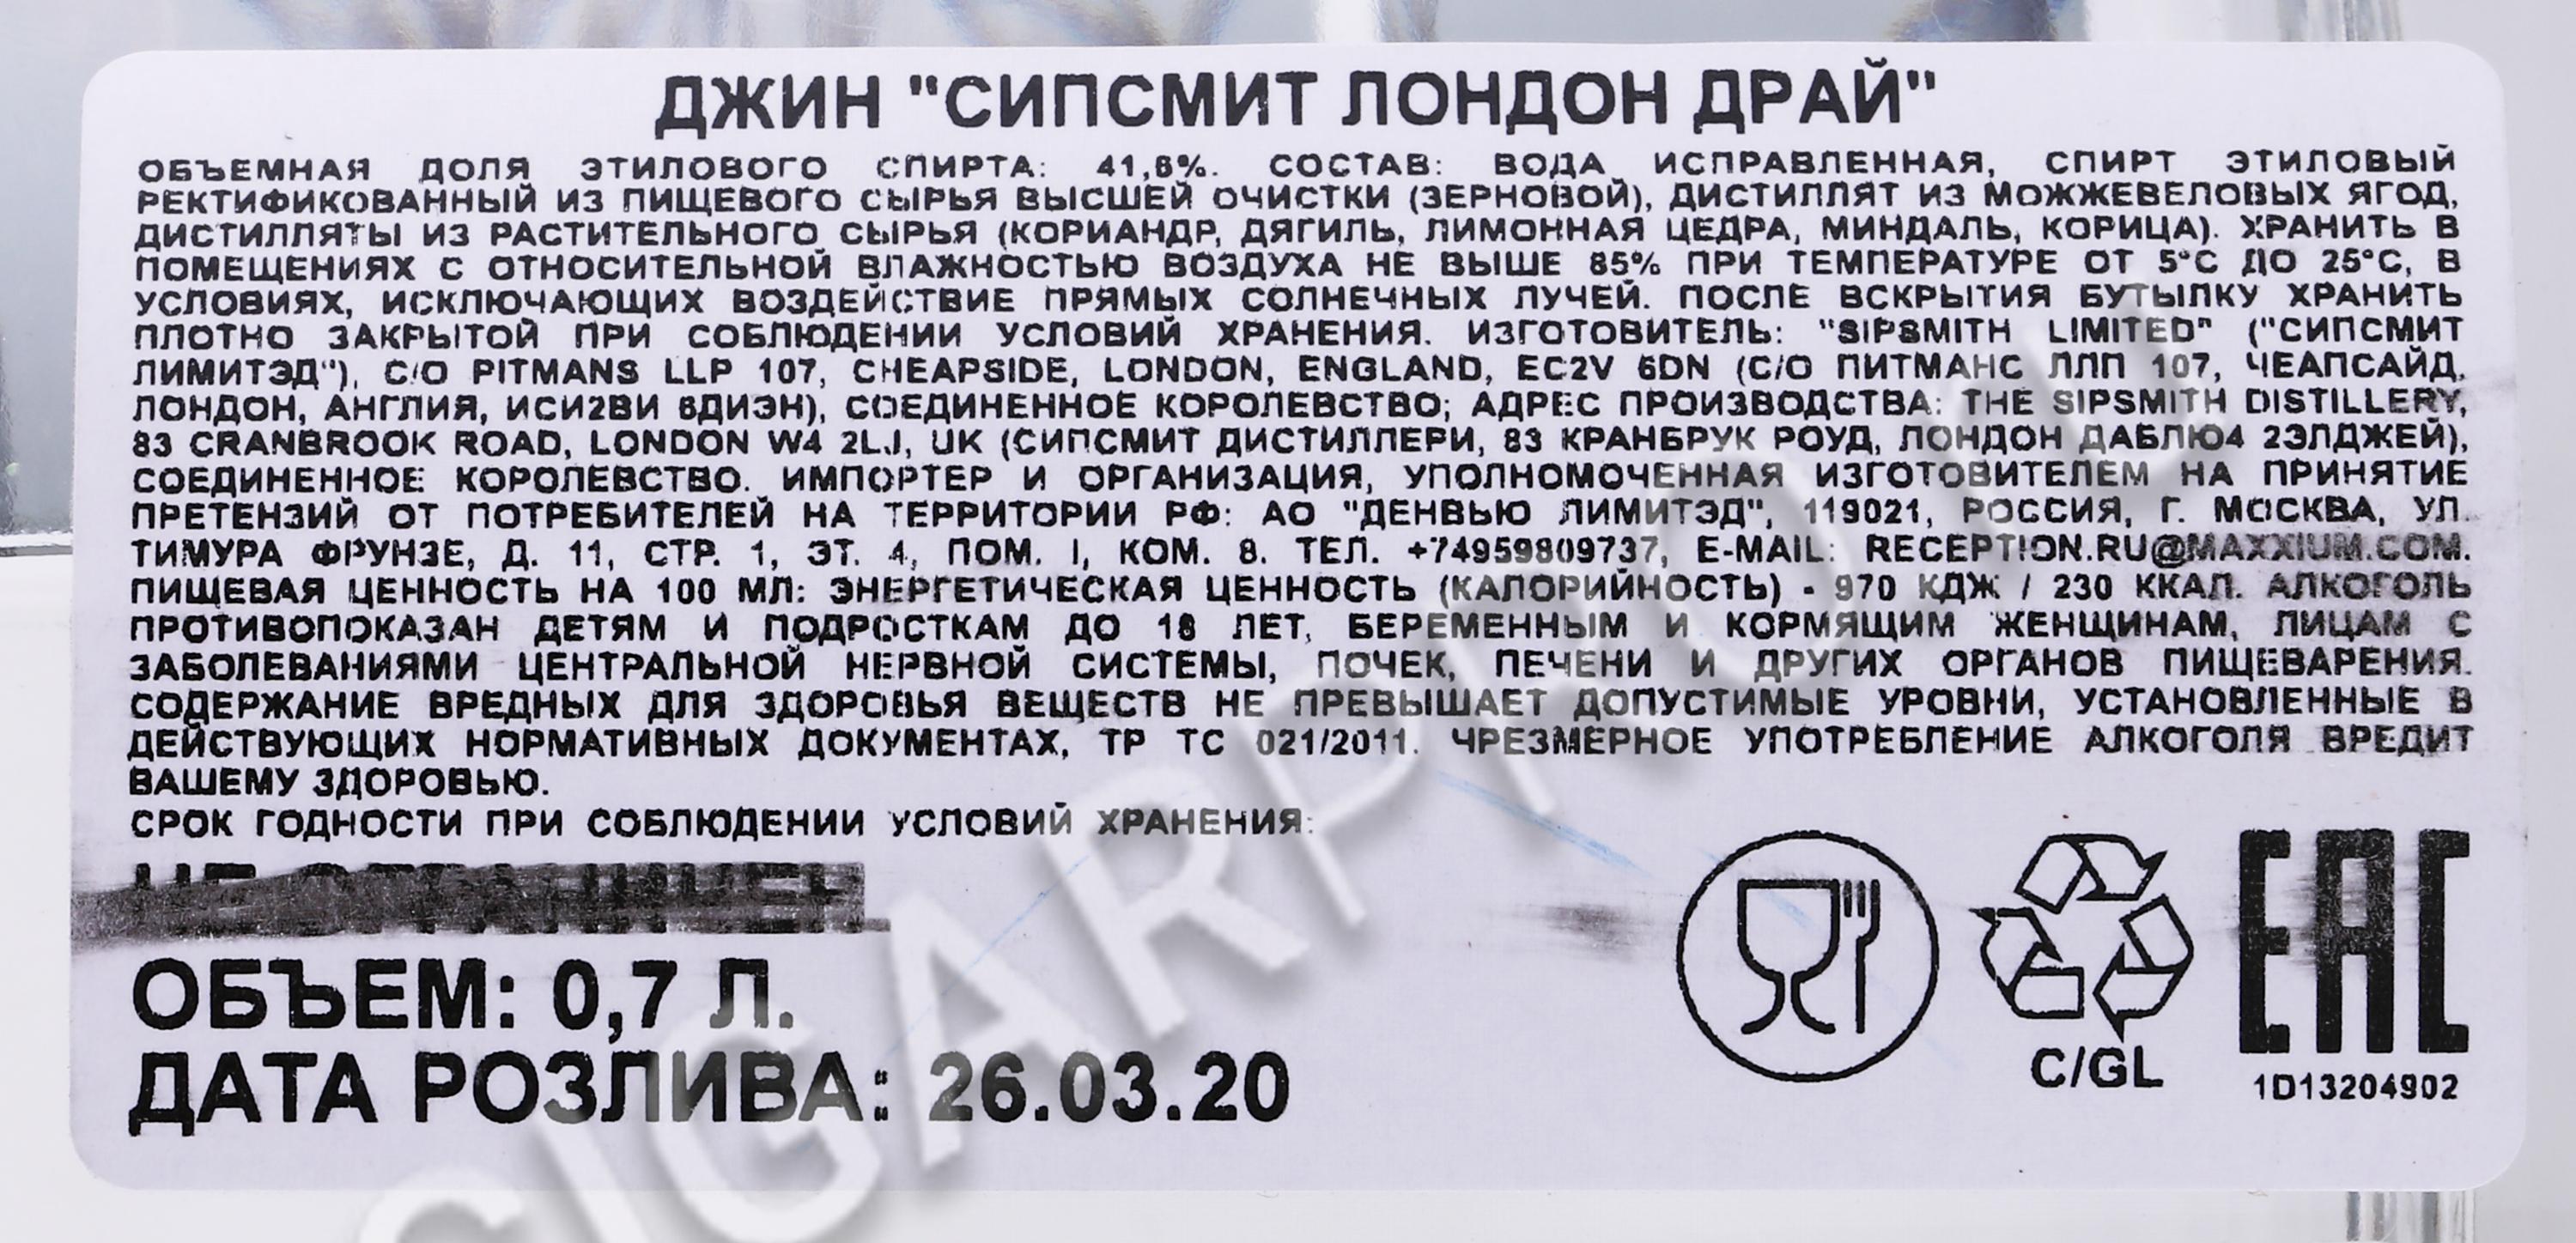 ДЖИН "СИПСМИТ ЛОНДОН ДРАЙ"
ОБЪЕМНАЯ ДОЛЯ ЭТИЛОВОГО СПИРТА: 41,6%. СОСТАВ: ВОДА ИСПРАВЛЕННАЯ, СПИРТ ЭТИЛОВЫЙ
РЕКТИФИКОВАННЫЙ ИЗ ПИЩЕВОГО СЫРЬЯ ВЫСШЕЙ ОЧИСТКИ (ЗЕРНОВОЙ), ДИСТИЛЛЯТ ИЗ МОЖЖЕВЕЛОВЫХ ЯГОД,
ДИСТИЛЛЯТЫ ИЗ РАСТИТЕЛЬНОГО СЫРЬЯ (КОРИАНДР, ДЯГИЛЬ, ЛИМОННАЯ ЦЕДРА, МИНДАЛЬ, КОРИЦА). ХРАНИТЬ В
ПОМЕЩЕНИЯХ С ОТНОСИТЕЛЬНОЙ ВЛАЖНОСТЬЮ ВОЗДУХА НЕ ВЫШЕ 85% ПРИ ТЕМПЕРАТУРЕ ОТ 5°С ДО 25°С, В
УСЛОВИЯХ, ИСКЛЮЧАЮЩИХ ВОЗДЕЙСТВИЕ ПРЯМЫХ СОЛНЕЧНЫХ ЛУЧЕЙ. ПОСЛЕ ВСКРЫТИЯ БУТЫЛКУ ХРАНИТЬ
ПЛОТНО ЗАКРЫТОЙ ПРИ СОБЛЮДЕНИИ УСЛОВИЙ ХРАНЕНИЯ. ИЗГОТОВИТЕЛЬ: "SIPSMITH LIMITED" ("СИПСМИТ
ЛИМИТЭД"), C/O PITMANS LLP 107, CHEAPSIDE, LONDON, ENGLAND, EC2V 6DN (С/О ПИТМАНС ЛЛП 107, ЧЕАПСАЙД,
ЛОНДОН, АНГЛИЯ, ИСИ2ВИ 6ДИЭН), СОЕДИНЕННОЕ КОРОЛЕВСТВО; АДРЕС ПРОИЗВОДСТВА: THE SIPSMITH DISTILLERY,
83 CRANBROOK ROAD, LONDON W4 2LJ, UK (СИПСМИТ ДИСТИЛЛЕРИ, 83 КРАНБРУК РОУД, ЛОНДОН ДАБЛЮ4 2ЭЛДЖЕЙ),
СОЕДИНЕННОЕ КОРОЛЕВСТВО. ИМПОРТЕР И ОРГАНИЗАЦИЯ, УПОЛНОМОЧЕННАЯ ИЗГОТОВИТЕЛЕМ НА ПРИНЯТИЕ
ПРЕТЕНЗИЙ ОТ ПОТРЕБИТЕЛЕЙ НА ТЕРРИТОРИИ РФ: АО "ДЕНВЬЮ ЛИМИТЭД", 119021, РОССИЯ, Г. МОСКВА, УЛ.
ТИМУРА ФРУНЗЕ, Д. 11, СТР. 1, ЭТ. 4, ПОМ. I, КОМ. 8. ТЕЛ. +74959809737, E-MAIL: RECEPTION.RU@MAXXIUM.COM.
ПИЩЕВАЯ ЦЕННОСТЬ НА 100 МЛ: ЭНЕРГЕТИЧЕСКАЯ ЦЕННОСТЬ (КАЛОРИЙНОСТЬ) - 970 КДЖ / 230 ККАЛ. АЛКОГОЛЬ
ПРОТИВОПОКАЗАН ДЕТЯМ И ПОДРОСТКАМ ДО 18 ЛЕТ, БЕРЕМЕННЫМ И КОРМЯЩИМ ЖЕНЩИНАМ, ЛИЦАМ С
ЗАБОЛЕВАНИЯМИ ЦЕНТРАЛЬНОЙ НЕРВНОЙ СИСТЕМЫ, ПОЧЕК, ПЕЧЕНИ И ДРУГИХ ОРГАНОВ ПИЩЕВАРЕНИЯ.
СОДЕРЖАНИЕ ВРЕДНЫХ ДЛЯ ЗДОРОВЬЯ ВЕЩЕСТВ НЕ ПРЕВЫШАЕТ ДОПУСТИМЫЕ УРОВНИ, УСТАНОВЛЕННЫЕ В
ДЕЙСТВУЮЩИХ НОРМАТИВНЫХ ДОКУМЕНТАХ, ТР ТС 021/2011. ЧРЕЗМЕРНОЕ УПОТРЕБЛЕНИЕ АЛКОГОЛЯ ВРЕДИТ
ВАШЕМУ ЗДОРОВЬЮ.
СРОК ГОДНОСТИ ПРИ СОБЛЮДЕНИИ УСЛОВИЙ ХРАНЕНИЯ:
НЕ ОГРАНИЧЕН.
ОБЪЕМ: 0,7 Л.
ДАТА РОЗЛИВА: 26.03.20
C/GL
EAC
1D13204902
SIGARPRO.RU